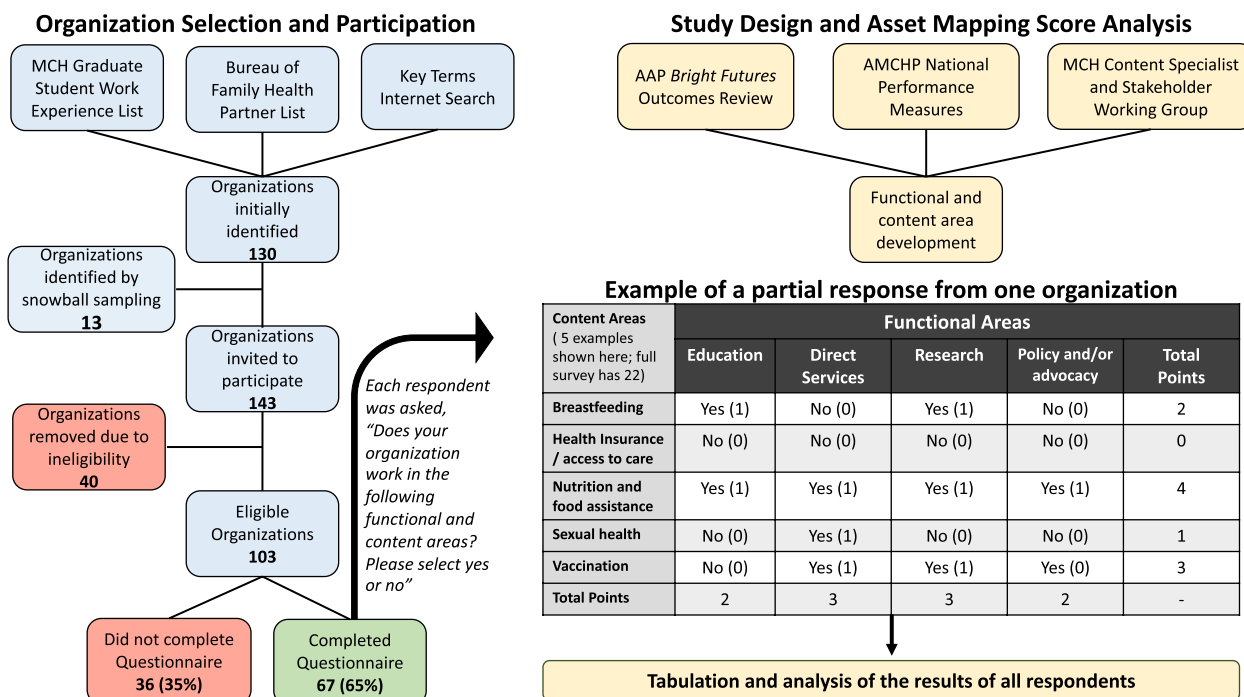 Organization Selection and Participation
MCH Graduate
Student Work
Experience List
Bureau of
Family Health
Partner List
Key Terms
Internet Search
Organizations
initially
identified
130
Organizations
identified by
snowball sampling
13
Organizations
invited to
participate
143
Organizations
removed due to
ineligibility
40
Eligible
Organizations
103
Did not complete
Questionnaire
36 (35%)
Completed
Questionnaire
67 (65%)
Each respondent
was asked,
“Does your
organization
work in the
following
functional and
content areas?
Please select yes
or no”
Study Design and Asset Mapping Score Analysis
AAP Bright Futures
Outcomes Review
AMCHP National
Performance
Measures
MCH Content Specialist
and Stakeholder
Working Group
Functional and
content area
development
Example of a partial response from one organization
Content Areas
( 5 examples
shown here; full
survey has 22)
Functional Areas
Education
Direct
Services
Research
Policy and/or
advocacy
Total
Points
Breastfeeding
Yes (1)
No (0)
Yes (1)
No (0)
2
Health Insurance
/ access to care
No (0)
No (0)
No (0)
No (0)
0
Nutrition and
food assistance
Yes (1)
Yes (1)
Yes (1)
Yes (1)
4
Sexual health
No (0)
Yes (1)
No (0)
No (0)
1
Vaccination
No (0)
Yes (1)
Yes (1)
Yes (0)
3
Total Points
2
3
3
2
-
Tabulation and analysis of the results of all respondents